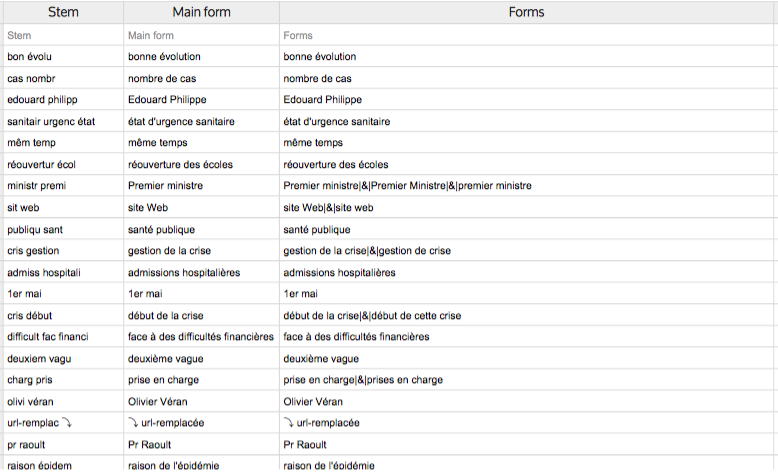 Stem Main form Forms
Stem Main form Forms
bon évolu bonne évolution bonne évolution
cas nombr nombre de cas nombre de cas
edouard philipp Edouard Philippe Edouard Philippe
sanitair urgenc état état d'urgence sanitaire état d'urgence sanitaire
mêm temp même temps même temps
réouvertur écol réouverture des écoles réouverture des écoles
ministr premi Premier ministre Premier ministre|&|Premier Ministre|&|premier ministre
sit web site Web site Web|&|site web
publiqu sant santé publique santé publique
cris gestion gestion de la crise gestion de la crise|&|gestion de crise
admiss hospitali admissions hospitalières admissions hospitalières
1er mai 1er mai 1er mai
cris début début de la crise début de la crise|&|début de cette crise
difficult fac financi face à des difficultés financières face à des difficultés financières
deuxiem vagu deuxième vague deuxième vague
charg pris prise en charge prise en charge|&|prises en charge
olivi véran Olivier Véran Olivier Véran
url-remplac ⤵ ⤵ url-remplacée ⤵ url-remplacée
pr raoult Pr Raoult Pr Raoult
raison épidem raison de l'épidémie raison de l'épidémie